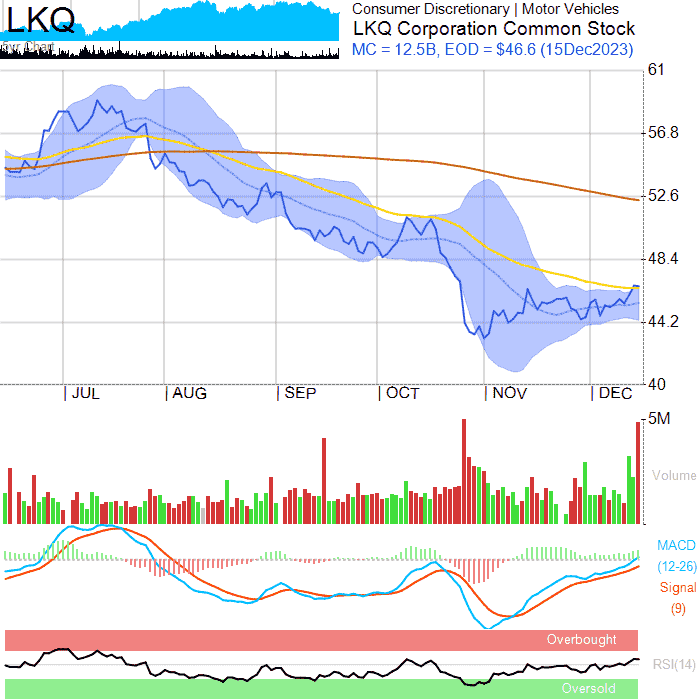 LKQ
5yr Chart
Consumer Discretionary | Motor Vehicles
LKQ Corporation Common Stock
MC = 12.5B, EOD = $46.6 (15Dec2023)
61
56.8
52.6
48.4
44.2
40
JUL
AUG
SEP
OCT
NOV
DEC
5M
Volume
MACD
(12-26)
Signal
(9)
Overbought
RSI(14)
Oversold